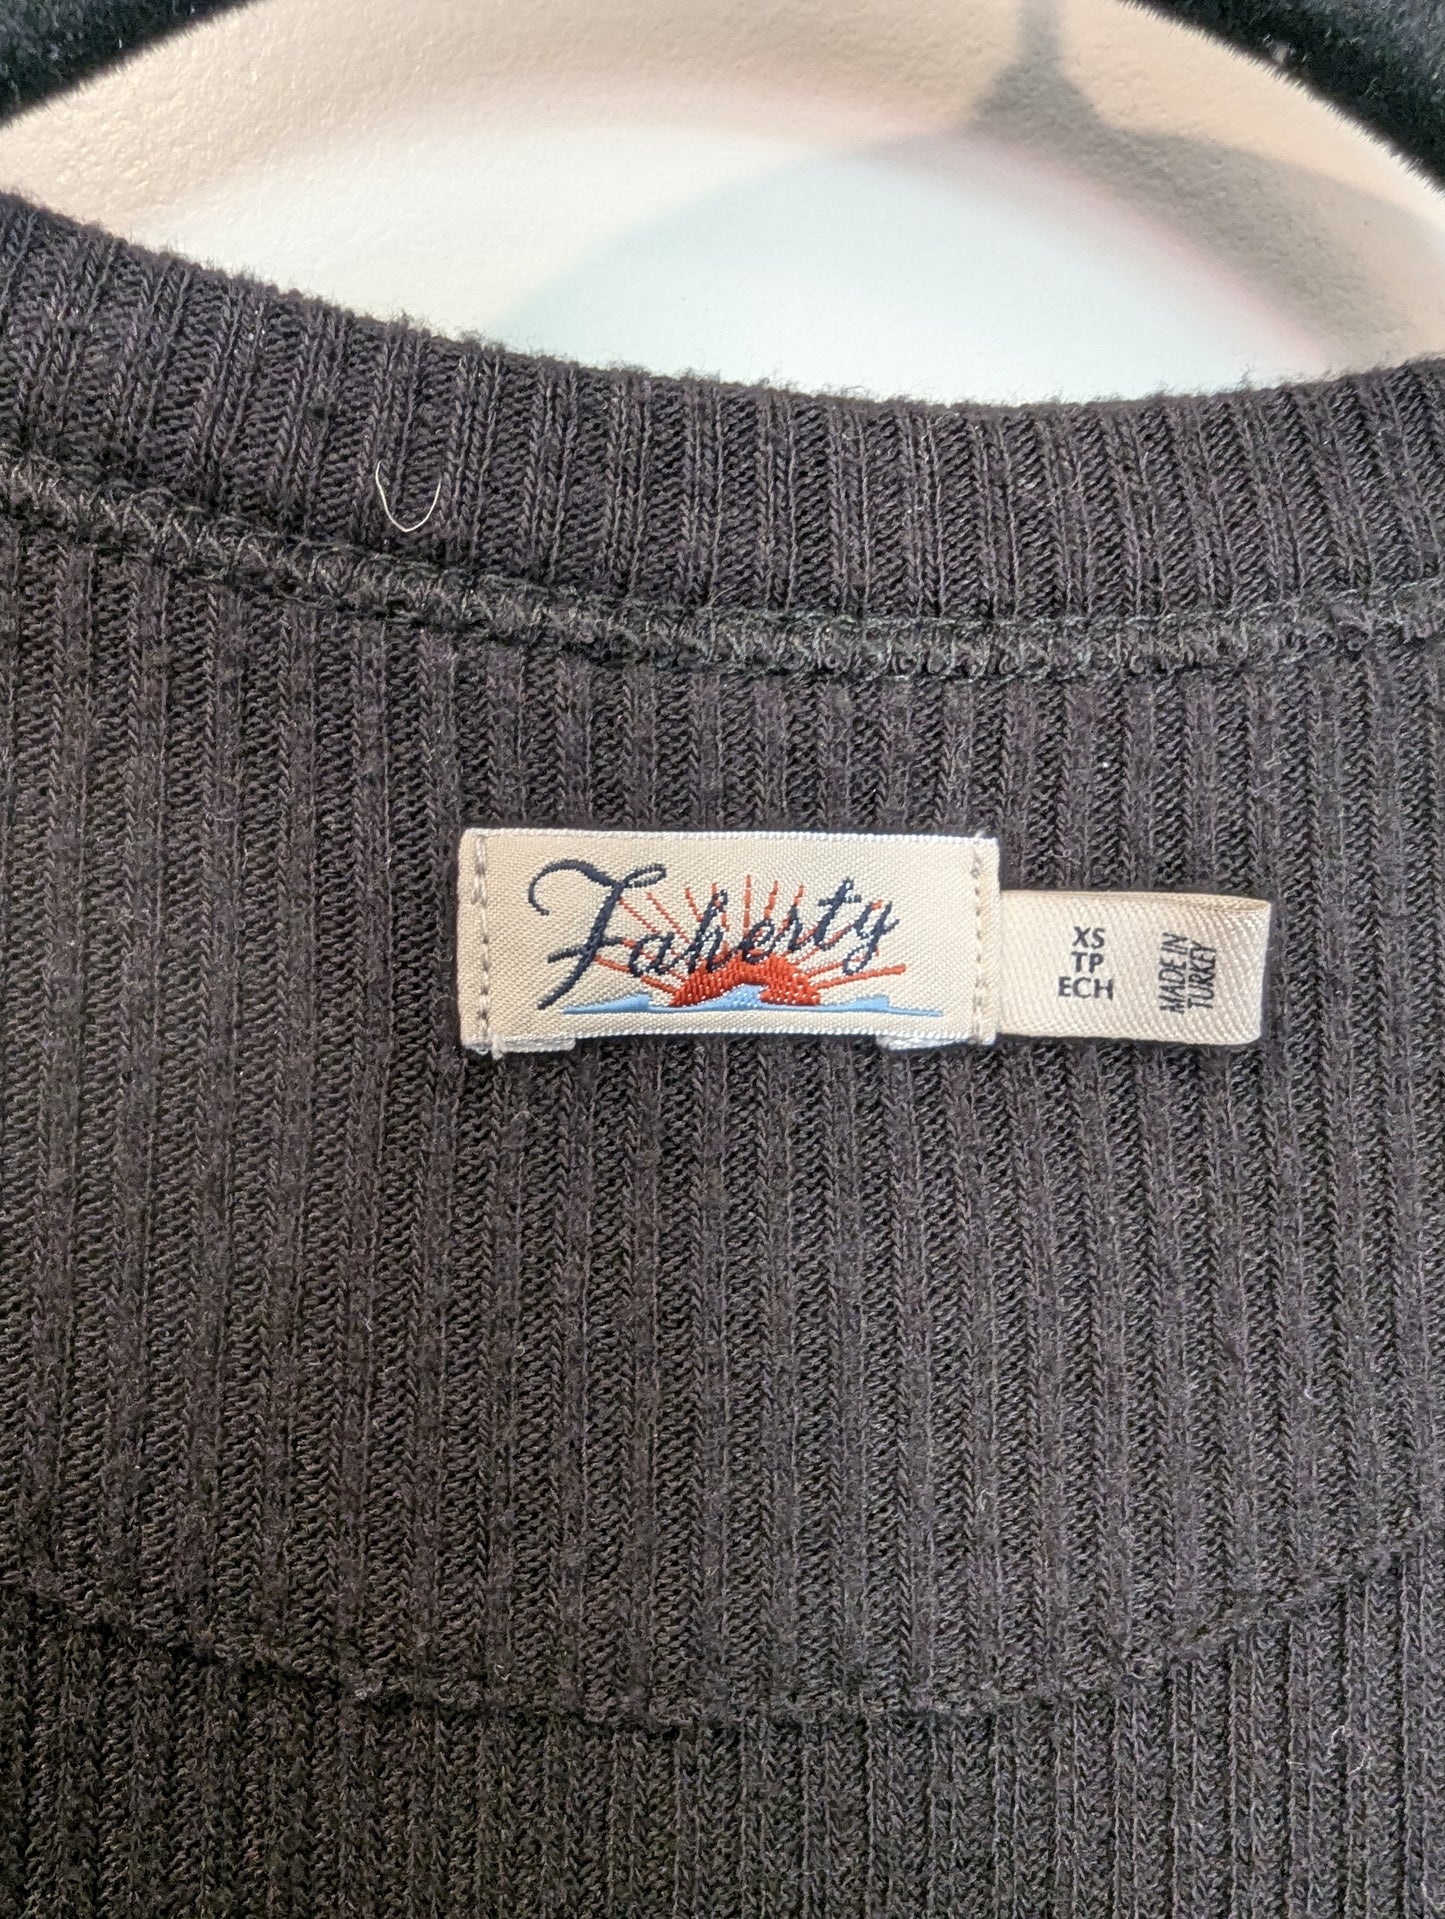 Faherty
XS
TP
ECH
MADE IN
TURKEY